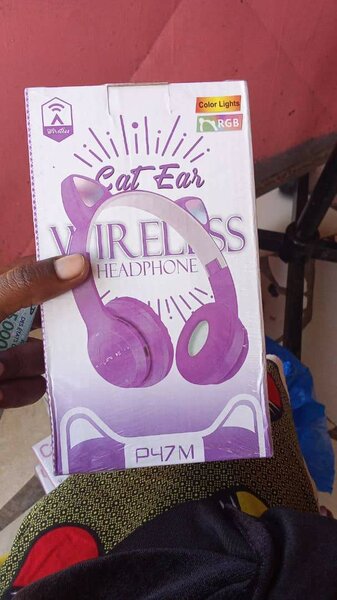 Wireless
Color Lights
RGB
Cat Ear
WIRELESS
HEADPHONE
P47M